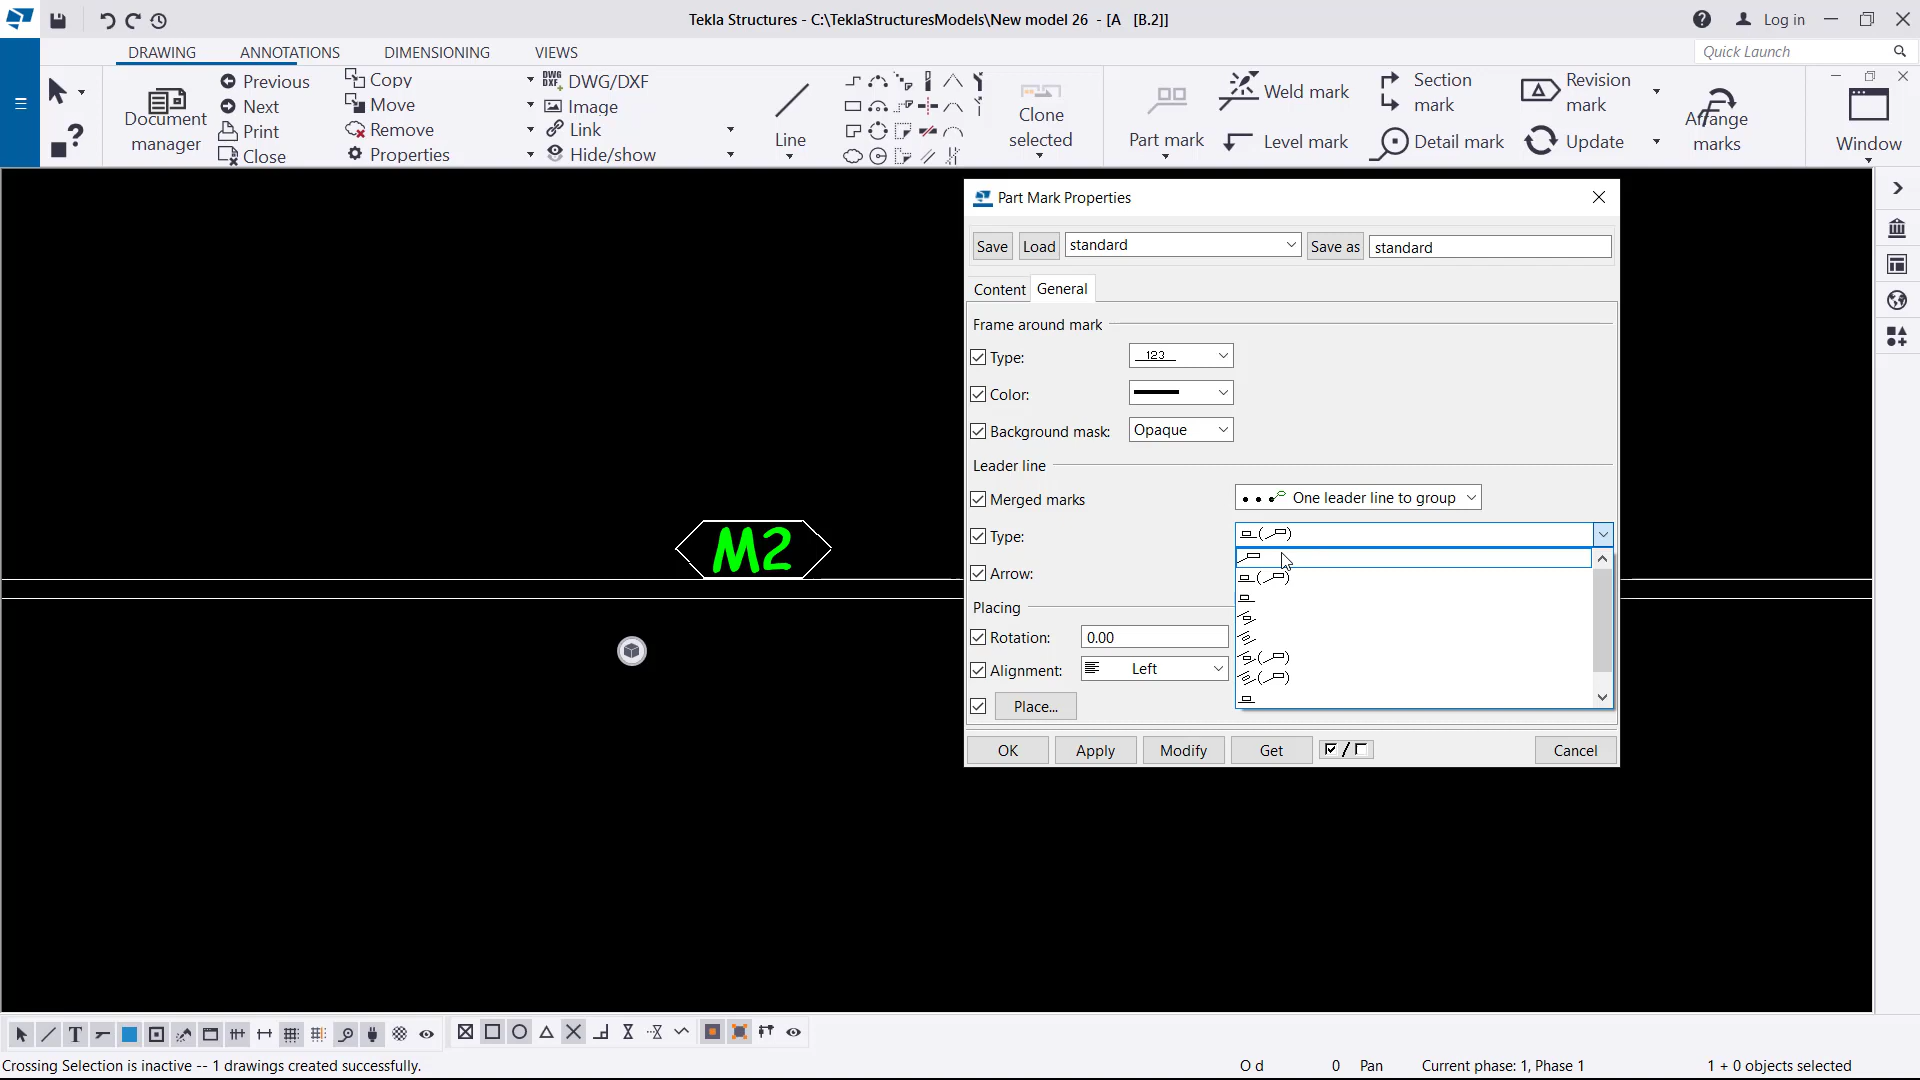 Tekla Structures - C:\TeklaStructuresModels\New model 26 - [A [B.2]]
Log in
DRAWING
ANNOTATIONS
DIMENSIONING
VIEWS
Quick Launch
Document manager
Previous
Next
Print
Close
Copy
Move
Remove
Properties
DWG/DXF
Image
Link
Hide/show
Line
Clone selected
Part mark
Weld mark
Level mark
Section mark
Detail mark
Revision mark
Update
Arrange marks
Window
Part Mark Properties
Save
Load
standard
Save as
standard
Content
General
Frame around mark
Type:
123
Color:
Background mask:
Opaque
Leader line
Merged marks
One leader line to group
Type:
Arrow:
Placing
Rotation:
0.00
Alignment:
Left
Place...
OK
Apply
Modify
Get
Cancel
M2
Crossing Selection is inactive -- 1 drawings created successfully.
O d
0
Pan
Current phase: 1, Phase 1
1 + 0 objects selected